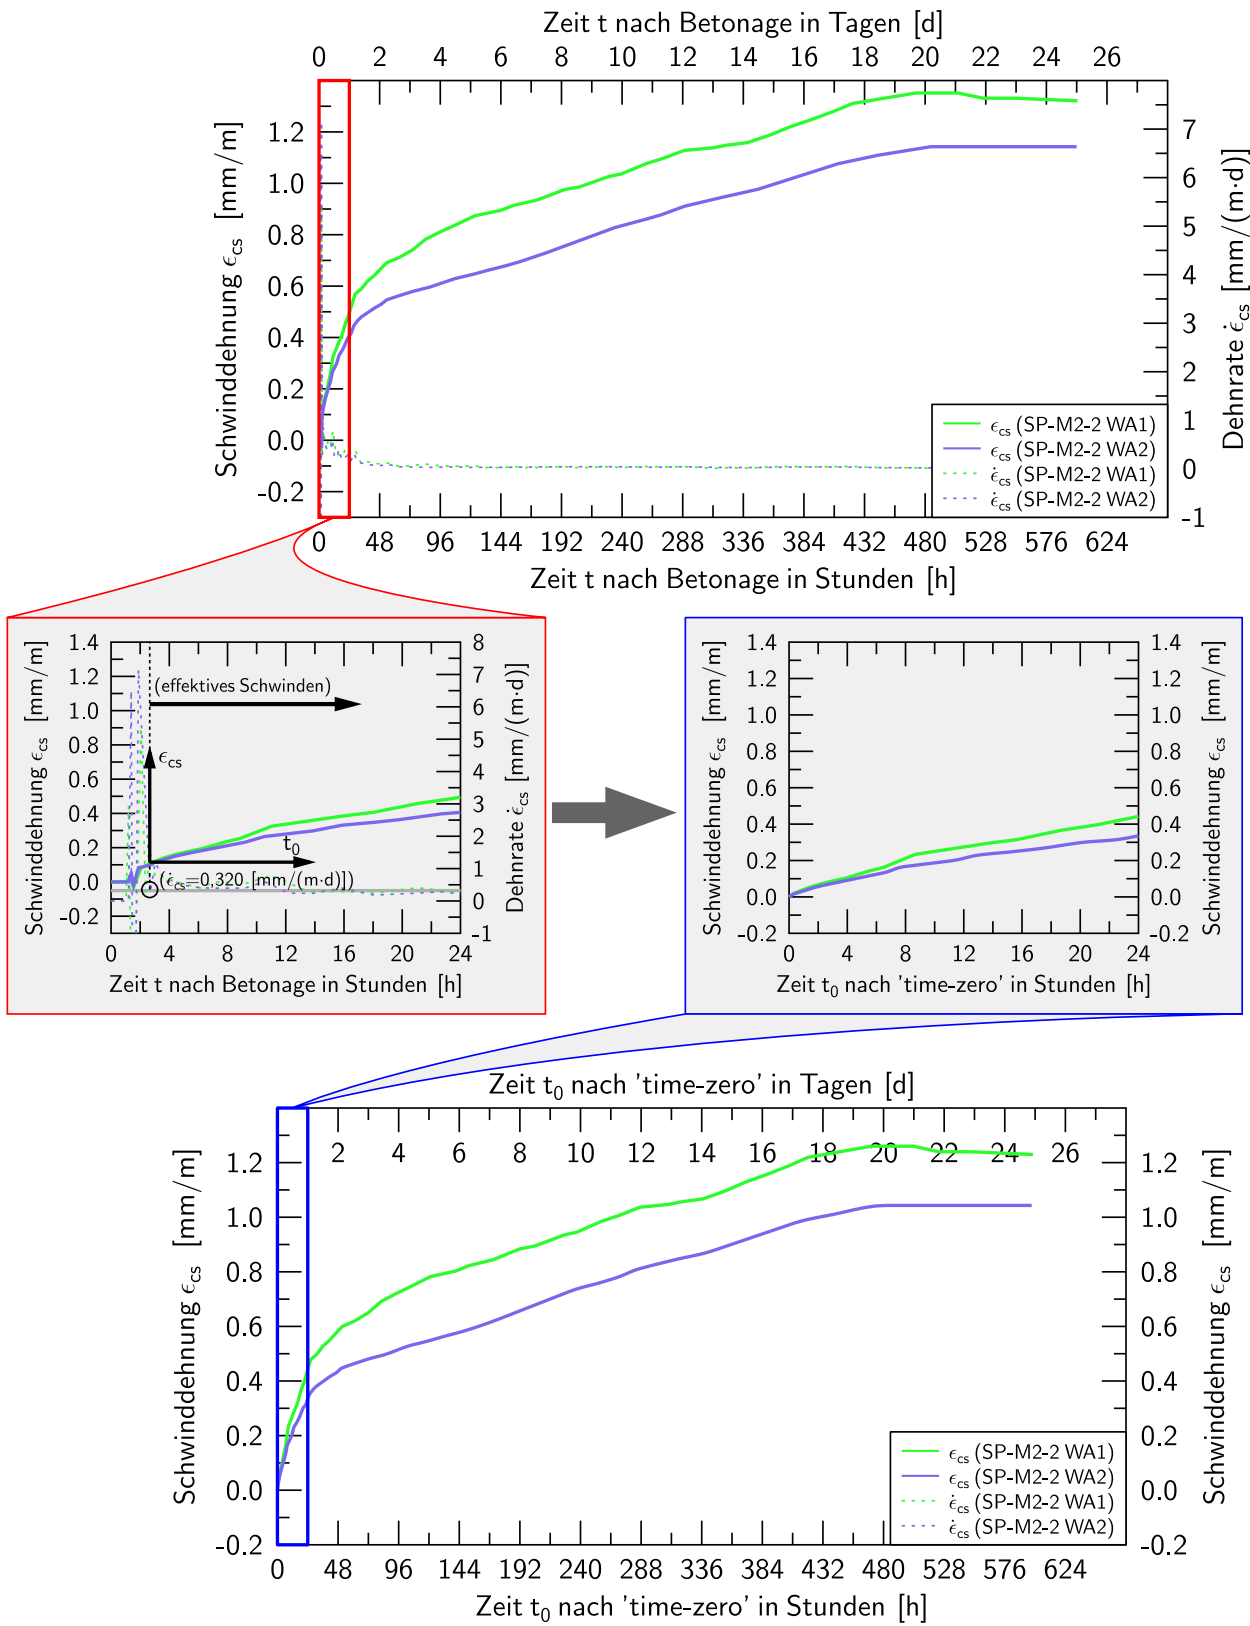 Zeit t nach Betonage in Tagen [d]
0 2 4 6 8 10 12 14 16 18 20 22 24 26
Schwinddehnung ϵcs [mm/m]
1.2
1.0
0.8
0.6
0.4
0.2
0.0
-0.2
7
6
5
4
3
2
1
0
-1
Dehnrate ϵ̇cs [mm/(m·d)]
ϵcs (SP-M2-2 WA1)
ϵcs (SP-M2-2 WA2)
ϵ̇cs (SP-M2-2 WA1)
ϵ̇cs (SP-M2-2 WA2)
0 48 96 144 192 240 288 336 384 432 480 528 576 624
Zeit t nach Betonage in Stunden [h]
Schwinddehnung ϵcs [mm/m]
1.4
1.2
1.0
0.8
0.6
0.4
0.2
0.0
-0.2
(effektives Schwinden)
ϵcs
t0
(ϵ̇cs=0,320 [mm/(m·d)])
8
7
6
5
4
3
2
1
0
-1
Dehnrate ϵ̇cs [mm/(m·d)]
0 4 8 12 16 20 24
Zeit t nach Betonage in Stunden [h]
Schwinddehnung ϵcs [mm/m]
1.4
1.2
1.0
0.8
0.6
0.4
0.2
0.0
-0.2
1.4
1.2
1.0
0.8
0.6
0.4
0.2
0.0
-0.2
Schwinddehnung ϵcs [mm/m]
0 4 8 12 16 20 24
Zeit t0 nach 'time-zero' in Stunden [h]
Zeit t0 nach 'time-zero' in Tagen [d]
2 4 6 8 10 12 14 16 18 20 22 24 26
Schwinddehnung ϵcs [mm/m]
1.2
1.0
0.8
0.6
0.4
0.2
0.0
-0.2
1.2
1.0
0.8
0.6
0.4
0.2
0.0
-0.2
Schwinddehnung ϵcs [mm/m]
ϵcs (SP-M2-2 WA1)
ϵcs (SP-M2-2 WA2)
ϵ̇cs (SP-M2-2 WA1)
ϵ̇cs (SP-M2-2 WA2)
0 48 96 144 192 240 288 336 384 432 480 528 576 624
Zeit t0 nach 'time-zero' in Stunden [h]